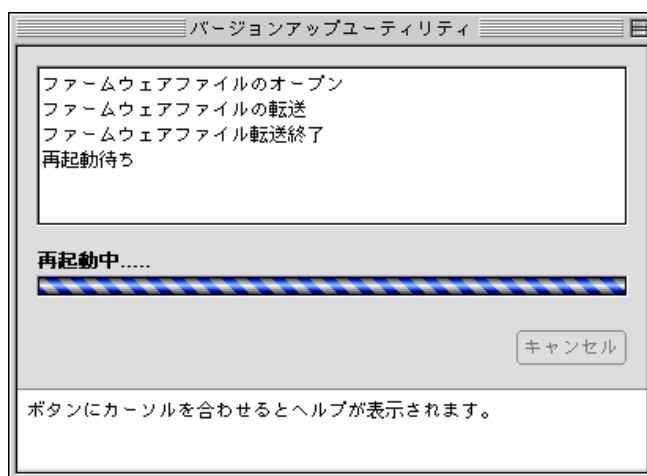 バージョンアップユーティリティ
ファームウェアファイルのオープン
ファームウェアファイルの転送
ファームウェアファイル転送終了
再起動待ち
再起動中.....
キャンセル
ボタンにカーソルを合わせるとヘルプが表示されます。